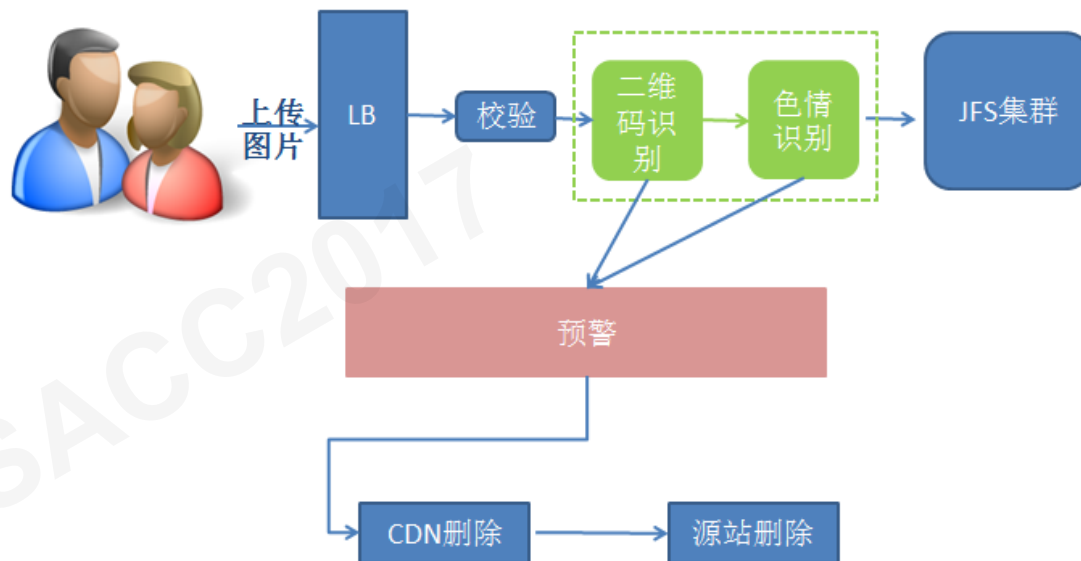 上传
图片
LB
校验
二维
码识
别
色情
识别
JFS集群
预警
CDN删除
源站删除
SACC2017